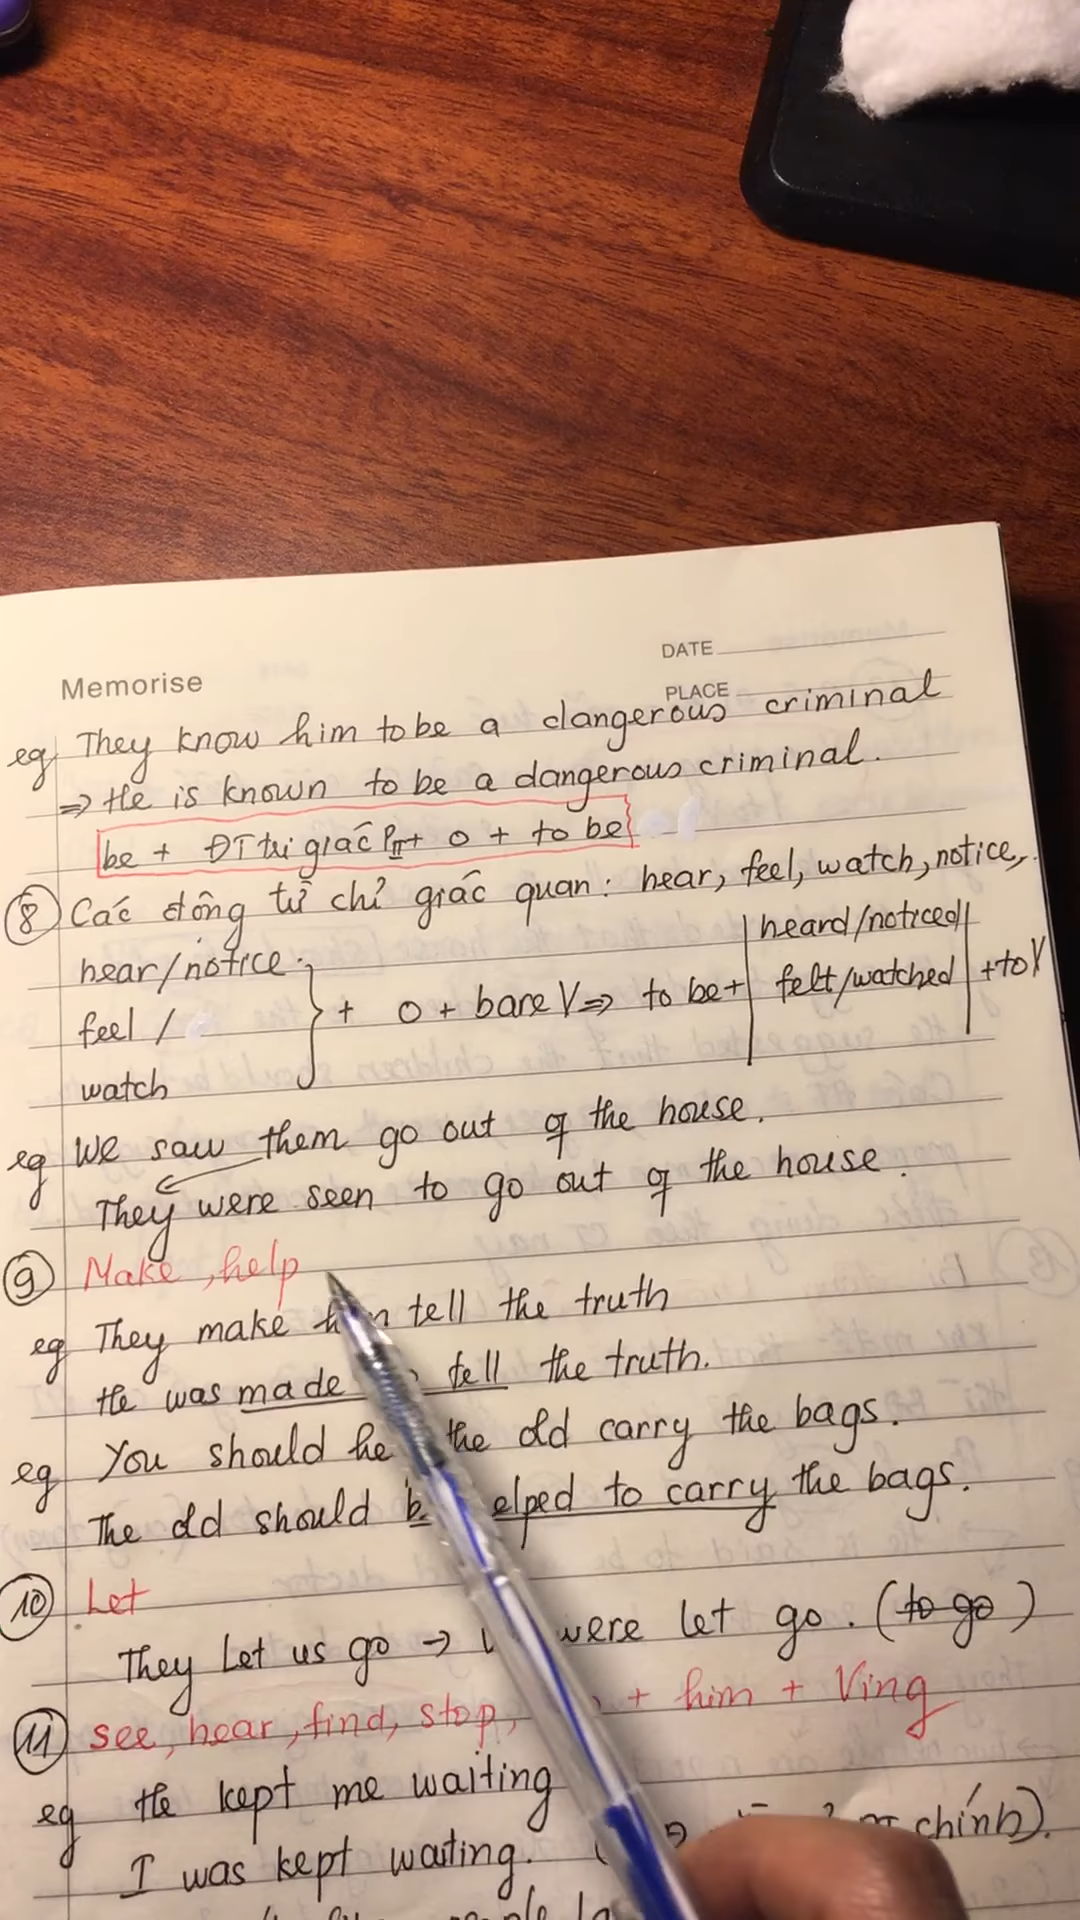 Memorise
DATE
PLACE
eg They know him to be a dangerous criminal
⇒ He is known to be a dangerous criminal.
be + ĐT tri giác PII + O + to be
⑧ Các động từ chỉ giác quan: hear, feel, watch, notice,
hear/notice
feel /
watch
+ O + bare V ⇒ to be +
heard/noticed
felt/watched
+ to V
eg We saw them go out of the house.
They were seen to go out of the house.
⑨ Make, help
eg They make tell the truth
He was made tell the truth.
eg You should the old carry the bags.
The old should to carry the bags.
⑩ Let
They Let us go → were let go. (to go)
⑪ see, hear, find, stop, + him + Ving
eg He kept me waiting
I was kept waiting. chính).